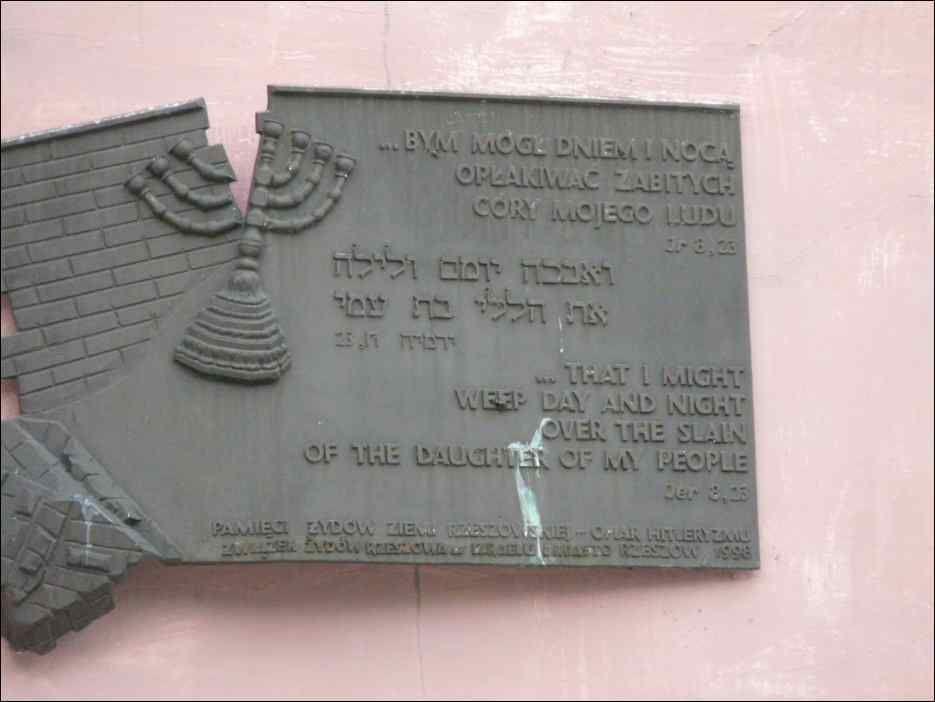 ... BYM MÓGŁ DNIEM I NOCĄ
OPŁAKIWAĆ ZABITYCH
CÓRY MOJEGO LUDU
Jr 8,23
ואבכה יומם ולילה
את חללי בת עמי
ירמיה ח, 23
... THAT I MIGHT
WEEP DAY AND NIGHT
OVER THE SLAIN
OF THE DAUGHTER OF MY PEOPLE
Jer 8,23
PAMIĘCI ŻYDÓW ZIEMI RZESZOWSKIEJ - OFIAR HITLERYZMU
ZWIĄZEK ŻYDÓW RZESZOWA W IZRAELU I MIASTO RZESZÓW 1998